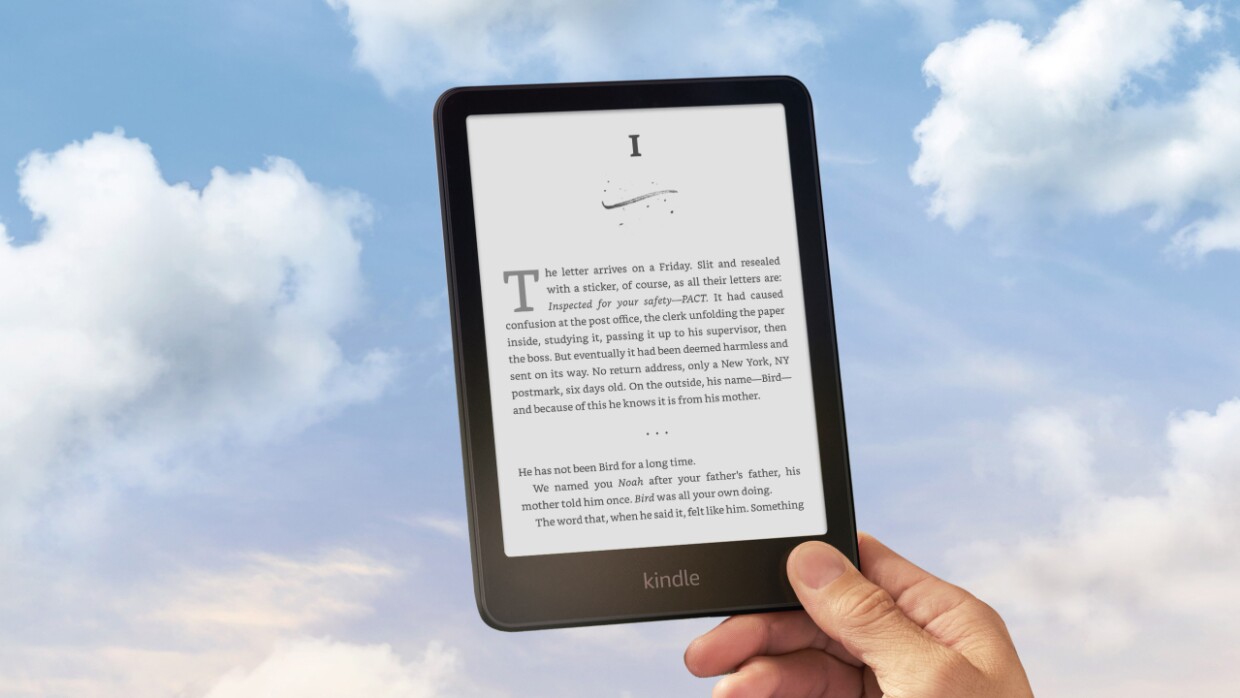 I
The letter arrives on a Friday. Slit and resealed
with a sticker, of course, as all their letters are:
Inspected for your safety—PACT. It had caused
confusion at the post office, the clerk unfolding the paper
inside, studying it, passing it up to his supervisor, then
the boss. But eventually it had been deemed harmless and
sent on its way. No return address, only a New York, NY
postmark, six days old. On the outside, his name—Bird—
and because of this he knows it is from his mother.
. . .
He has not been Bird for a long time.
We named you Noah after your father's father, his
mother told him once. Bird was all your own doing.
The word that, when he said it, felt like him. Something
kindle